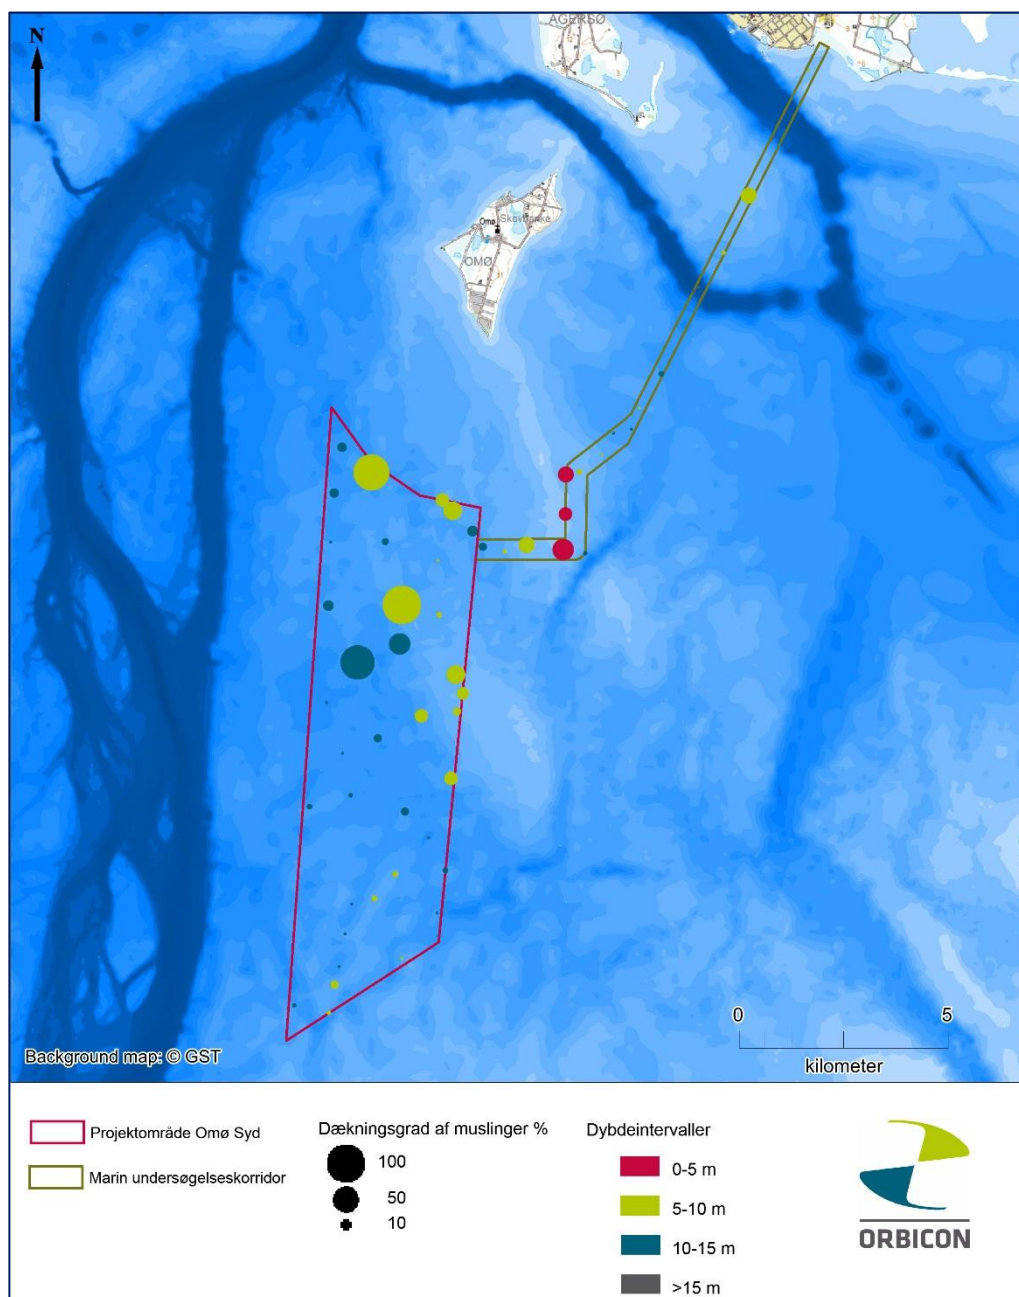 N
AGERSØ
Omø
Skovbanke
OMØ
0 5
kilometer
Background map: © GST
Projektområde Omø Syd
Marin undersøgelseskorridor
Dækningsgrad af muslinger %
100
50
10
Dybdeintervaller
0-5 m
5-10 m
10-15 m
>15 m
ORBICON